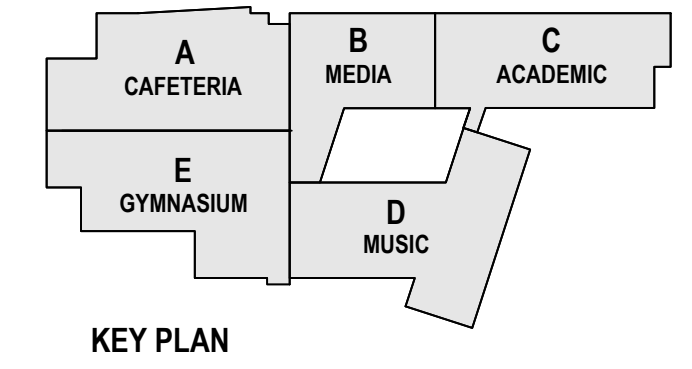 A
CAFETERIA
B
MEDIA
C
ACADEMIC
E
GYMNASIUM
D
MUSIC
KEY PLAN